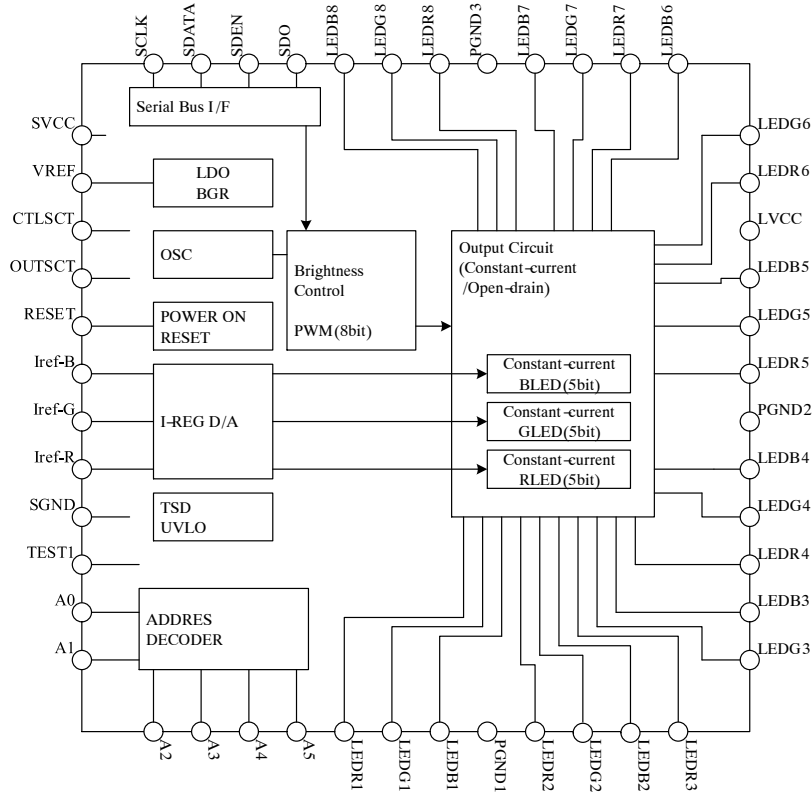 SCLK
SDATA
SDEN
SDO
LEDB8
LEDG8
LEDR8
PGND3
LEDB7
LEDG7
LEDR7
LEDB6
Serial Bus I/F
SVCC
VREF
CTLSCT
OUTSCT
RESET
Iref-B
Iref-G
Iref-R
SGND
TEST1
A0
A1
LDO
BGR
OSC
POWER ON
RESET
I-REG D/A
TSD
UVLO
ADDRES
DECODER
Brightness
Control
PWM(8bit)
Output Circuit
(Constant-current
/Open-drain)
Constant-current
BLED(5bit)
Constant-current
GLED(5bit)
Constant-current
RLED(5bit)
LEDG6
LEDR6
LVCC
LEDB5
LEDG5
LEDR5
PGND2
LEDB4
LEDG4
LEDR4
LEDB3
LEDG3
A2
A3
A4
A5
LEDR1
LEDG1
LEDB1
PGND1
LEDR2
LEDG2
LEDB2
LEDR3